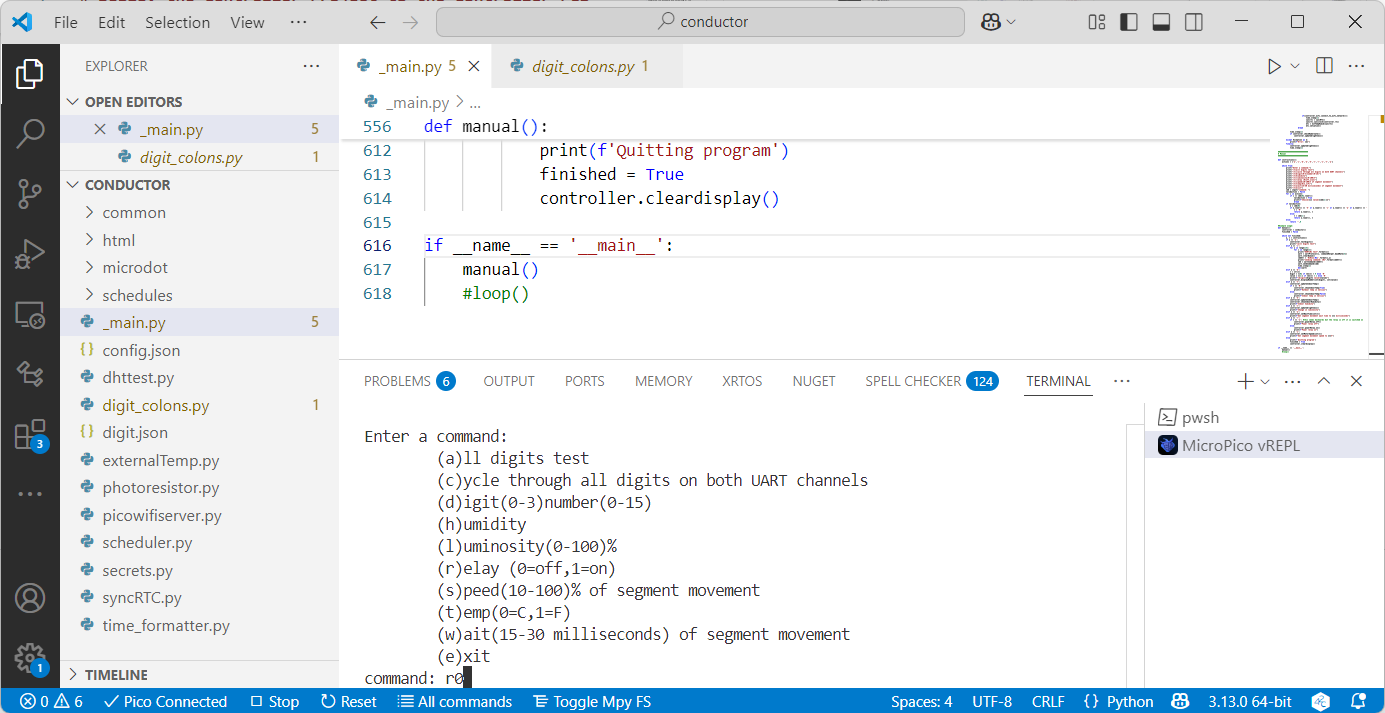 File Edit Selection View ··· conductor
EXPLORER ···
OPEN EDITORS
_main.py 5
digit_colons.py 1
CONDUCTOR
common
html
microdot
schedules
_main.py 5
config.json
dhttest.py
digit_colons.py 1
digit.json
externalTemp.py
photoresistor.py
picowifiserver.py
scheduler.py
secrets.py
syncRTC.py
time_formatter.py
TIMELINE
3
1
_main.py 5 digit_colons.py 1
_main.py > ...
556 def manual():
612 print(f'Quitting program')
613 finished = True
614 controller.cleardisplay()
615
616 if __name__ == '__main__':
617 manual()
618 #loop()
PROBLEMS 6 OUTPUT PORTS MEMORY XRTOS NUGET SPELL CHECKER 124 TERMINAL ···
Enter a command:
(a)ll digits test
(c)ycle through all digits on both UART channels
(d)igit(0-3)number(0-15)
(h)umidity
(l)uminosity(0-100)%
(r)elay (0=off,1=on)
(s)peed(10-100)% of segment movement
(t)emp(0=C,1=F)
(w)ait(15-30 milliseconds) of segment movement
(e)xit
command: r0
pwsh
MicroPico vREPL
0 6 Pico Connected Stop Reset All commands Toggle Mpy FS Spaces: 4 UTF-8 CRLF {} Python 3.13.0 64-bit